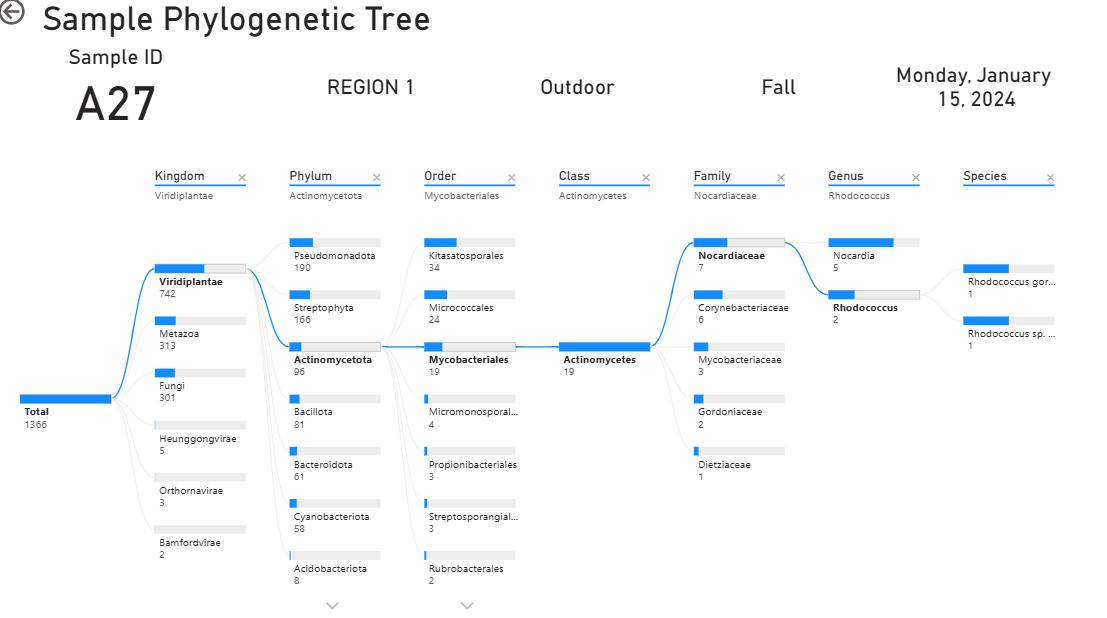 Sample Phylogenetic Tree
Sample ID
A27
REGION 1
Outdoor
Fall
Monday, January
15, 2024
Kingdom
Viridiplantae
Phylum
Actinomycetota
Order
Mycobacteriales
Class
Actinomycetes
Family
Nocardiaceae
Genus
Rhodococcus
Species
Total
1366
Viridiplantae
742
Metazoa
313
Fungi
301
Heunggongvirae
5
Orthornavirae
3
Bamfordvirae
2
Pseudomonadota
190
Streptophyta
166
Actinomycetota
96
Bacillota
81
Bacteroidota
61
Cyanobacteriota
58
Acidobacteriota
8
Kitasatosporales
34
Micrococcales
24
Mycobacteriales
19
Micromonosporal...
4
Propionibacteriales
3
Streptosporangial...
3
Rubrobacterales
2
Actinomycetes
19
Nocardiaceae
7
Corynebacteriaceae
6
Mycobacteriaceae
3
Gordoniaceae
2
Dietziaceae
1
Nocardia
5
Rhodococcus
2
Rhodococcus gor...
1
Rhodococcus sp. ...
1